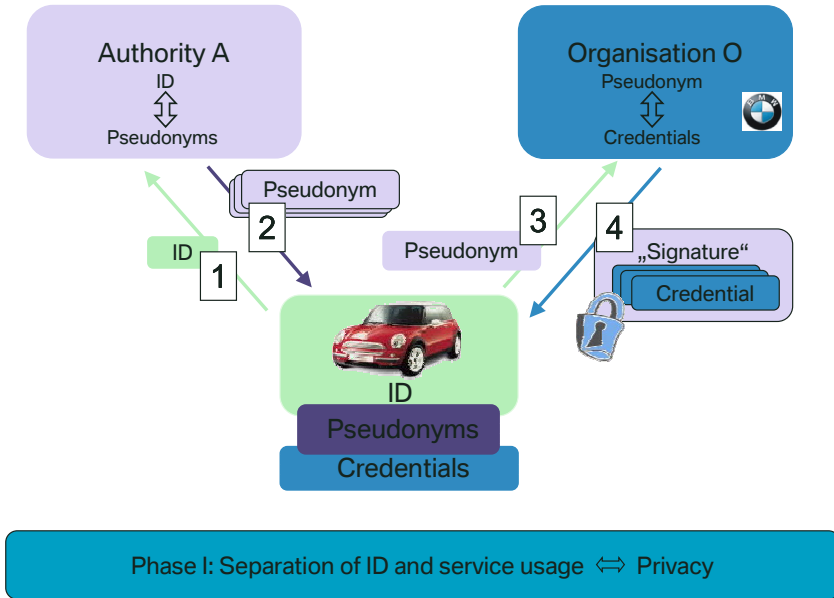 Authority A
ID
Pseudonyms
Organisation O
Pseudonym
Credentials
BMW
Pseudonym
2
ID
1
Pseudonym
3
4
„Signature“
Credential
ID
Pseudonyms
Credentials
Phase I: Separation of ID and service usage ⇔ Privacy